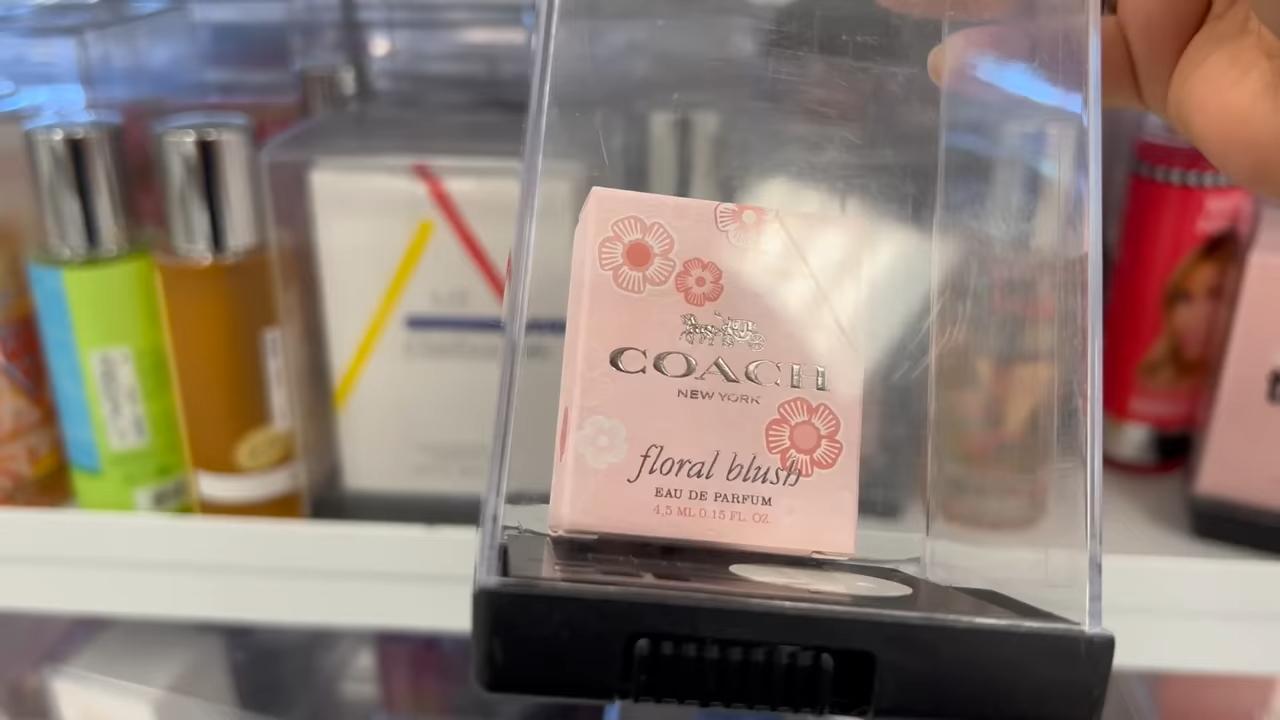 COACH
NEW YORK
floral blush
EAU DE PARFUM
4,5 ML 0.15 FL. OZ.